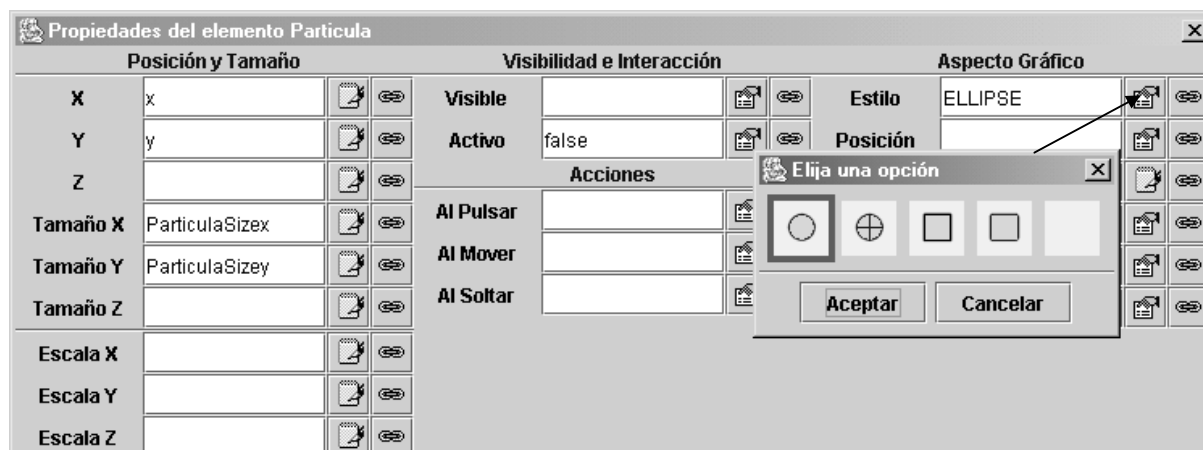 Propiedades del elemento Particula
Posición y Tamaño
Visibilidad e Interacción
Aspecto Gráfico
X x
Visible
Estilo ELLIPSE
Y y
Activo false
Posición
Z
Acciones
Elija una opción
Tamaño X ParticulaSizex
Al Pulsar
Tamaño Y ParticulaSizey
Al Mover
Tamaño Z
Al Soltar
Aceptar Cancelar
Escala X
Escala Y
Escala Z